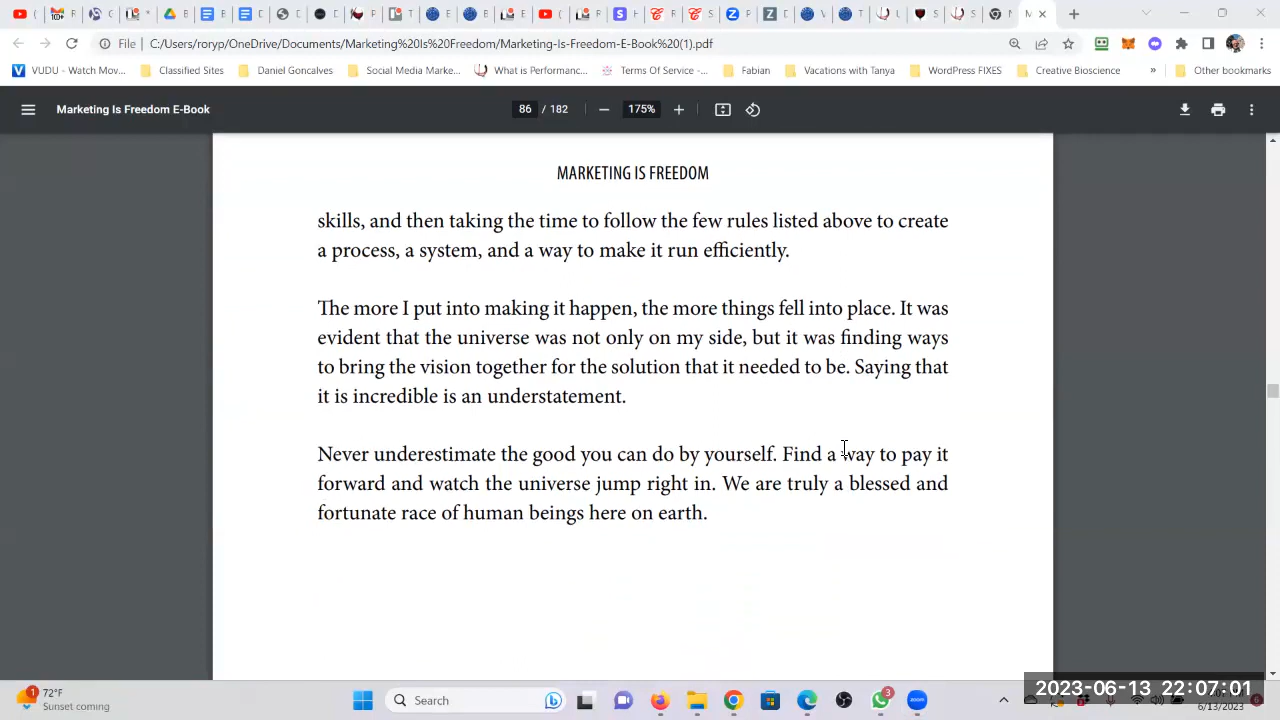 File
C:/Users/roryp/OneDrive/Documents/Marketing%20Is%20Freedom/Marketing-Is-Freedom-E-Book%20(1).pdf
VUDU - Watch Mov... Classified Sites Daniel Goncalves Social Media Marke... What is Performanc... Terms Of Service -... Fabian Vacations with Tanya WordPress FIXES Creative Bioscience » Other bookmarks
Marketing Is Freedom E-Book 86 / 182 175%
MARKETING IS FREEDOM
skills, and then taking the time to follow the few rules listed above to create
a process, a system, and a way to make it run efficiently.
The more I put into making it happen, the more things fell into place. It was
evident that the universe was not only on my side, but it was finding ways
to bring the vision together for the solution that it needed to be. Saying that
it is incredible is an understatement.
Never underestimate the good you can do by yourself. Find a way to pay it
forward and watch the universe jump right in. We are truly a blessed and
fortunate race of human beings here on earth.
72°F
Sunset coming
Search
2023-06-13 22:07:01
6/13/2023